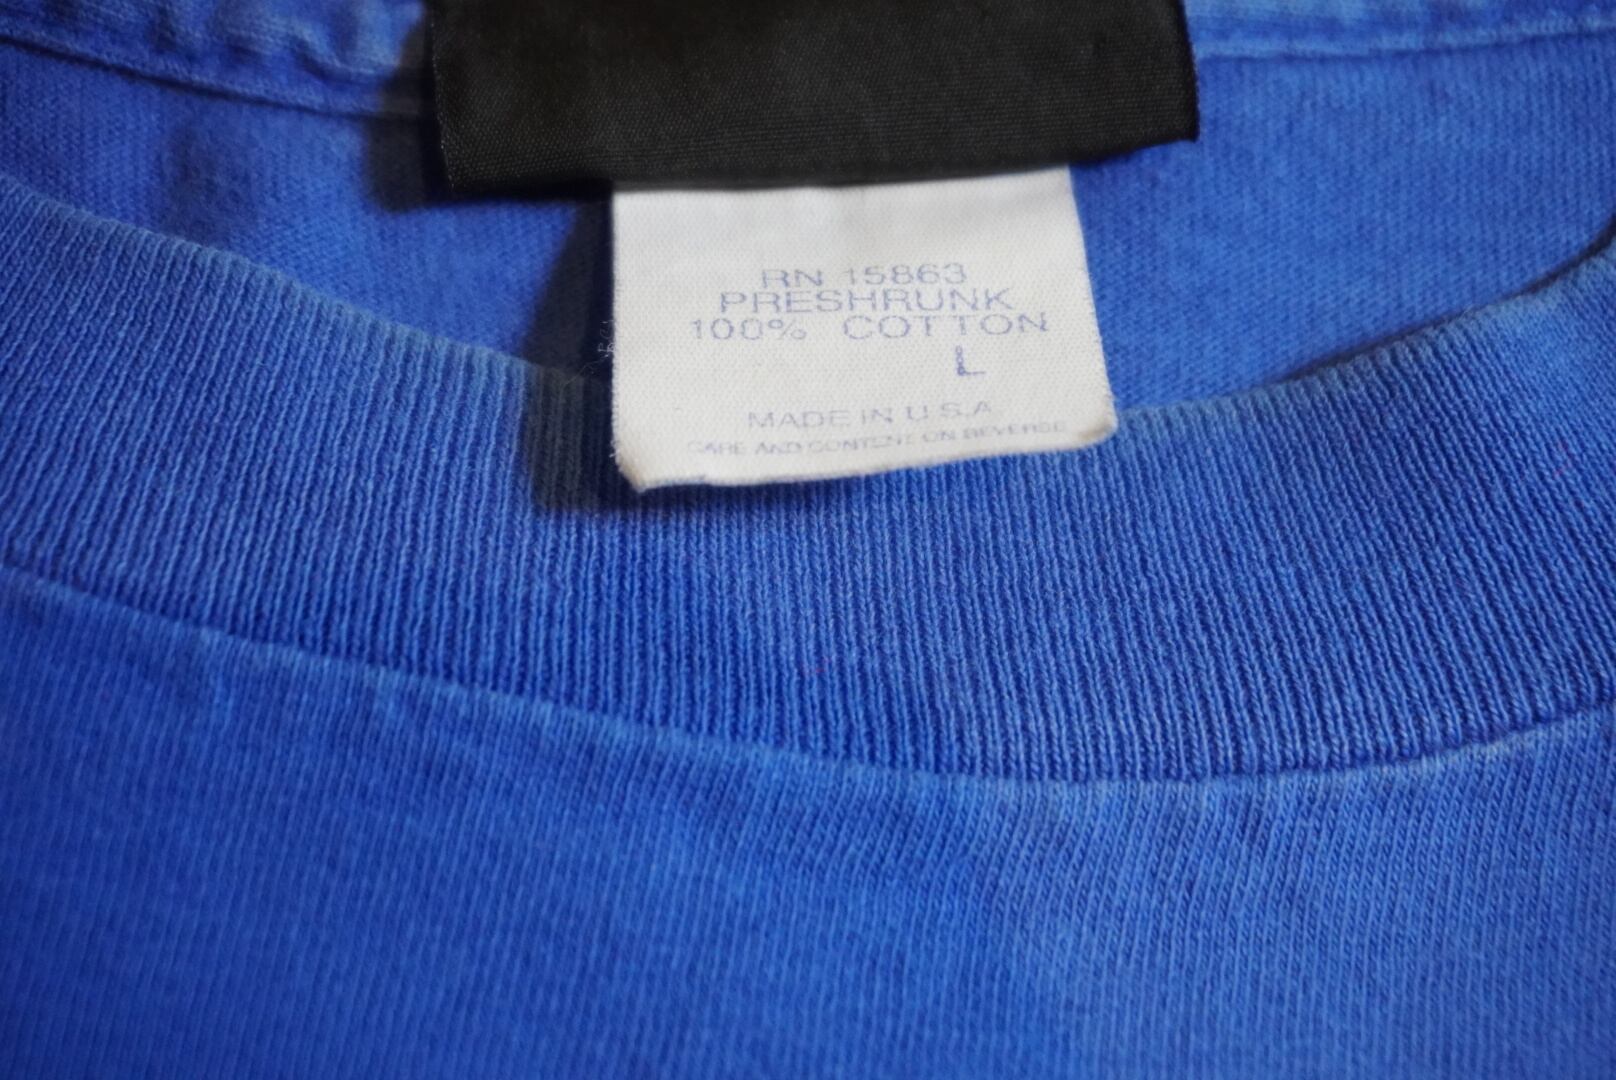 RN 15863
PRESHRUNK
100% COTTON
L
MADE IN U.S.A.
CARE AND CONTENT ON REVERSE